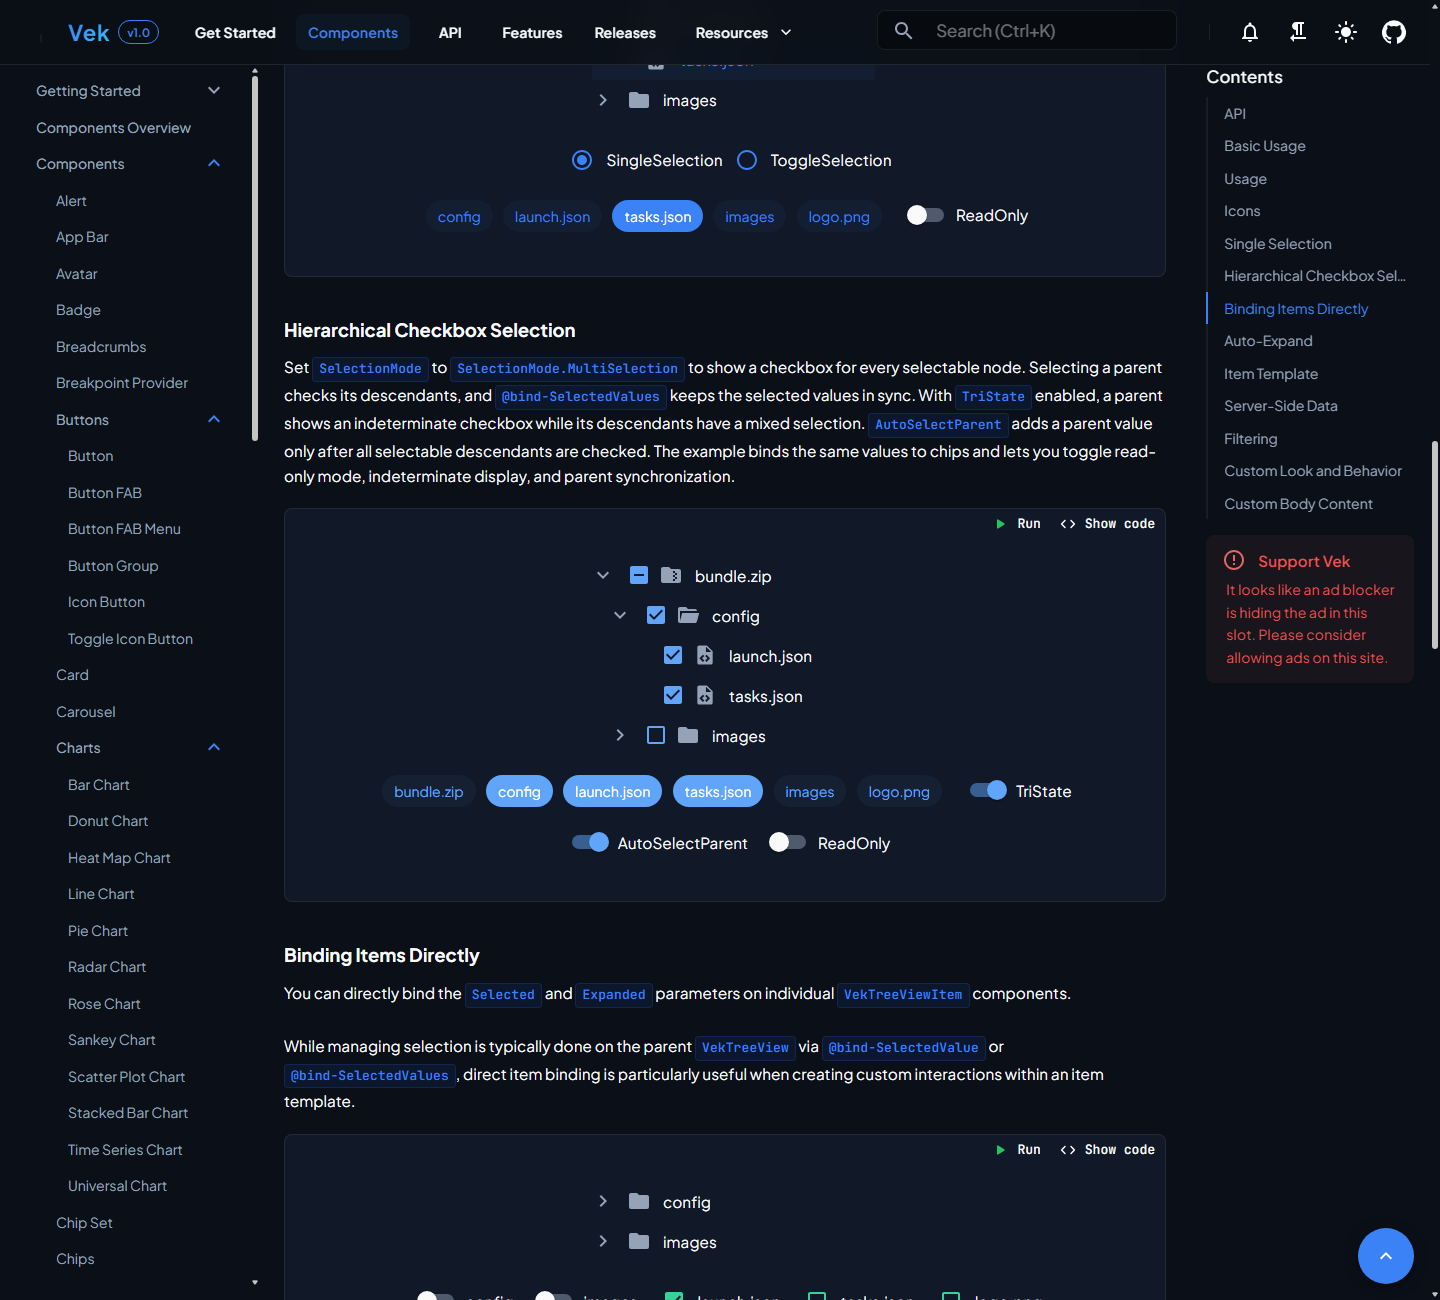 Vek v1.0 Get Started Components API Features Releases Resources Search (Ctrl+K)
Getting Started
Components Overview
Components
Alert
App Bar
Avatar
Badge
Breadcrumbs
Breakpoint Provider
Buttons
Button
Button FAB
Button FAB Menu
Button Group
Icon Button
Toggle Icon Button
Card
Carousel
Charts
Bar Chart
Donut Chart
Heat Map Chart
Line Chart
Pie Chart
Radar Chart
Rose Chart
Sankey Chart
Scatter Plot Chart
Stacked Bar Chart
Time Series Chart
Universal Chart
Chip Set
Chips
tasks.json
images
SingleSelection ToggleSelection
config launch.json tasks.json images logo.png ReadOnly
Hierarchical Checkbox Selection
Set SelectionMode to SelectionMode.MultiSelection to show a checkbox for every selectable node. Selecting a parent
checks its descendants, and @bind-SelectedValues keeps the selected values in sync. With TriState enabled, a parent
shows an indeterminate checkbox while its descendants have a mixed selection. AutoSelectParent adds a parent value
only after all selectable descendants are checked. The example binds the same values to chips and lets you toggle read-
only mode, indeterminate display, and parent synchronization.
Run <> Show code
bundle.zip
config
launch.json
tasks.json
images
bundle.zip config launch.json tasks.json images logo.png TriState
AutoSelectParent ReadOnly
Binding Items Directly
You can directly bind the Selected and Expanded parameters on individual VekTreeViewItem components.
While managing selection is typically done on the parent VekTreeView via @bind-SelectedValue or
@bind-SelectedValues, direct item binding is particularly useful when creating custom interactions within an item
template.
Run <> Show code
config
images
config images launch.json tasks.json logo.png
Contents
API
Basic Usage
Usage
Icons
Single Selection
Hierarchical Checkbox Sel...
Binding Items Directly
Auto-Expand
Item Template
Server-Side Data
Filtering
Custom Look and Behavior
Custom Body Content
Support Vek
It looks like an ad blocker
is hiding the ad in this
slot. Please consider
allowing ads on this site.